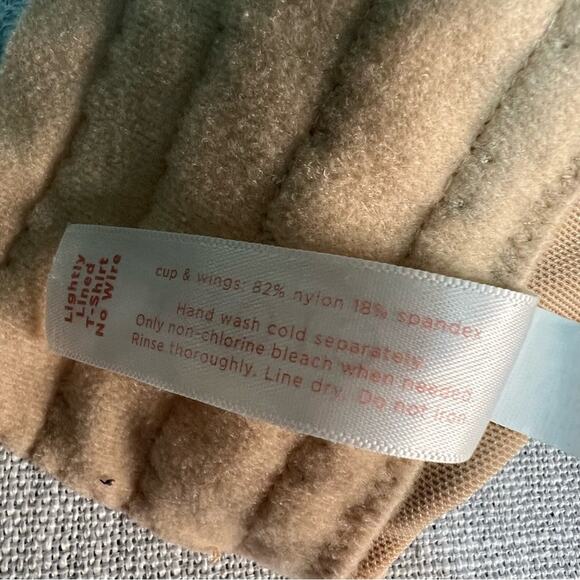 Lightly
Lined
T-Shirt
No Wire
cup & wings: 82% nylon 18% spandex
Hand wash cold separately
Only non-chlorine bleach when needed
Rinse thoroughly. Line dry. Do not iron